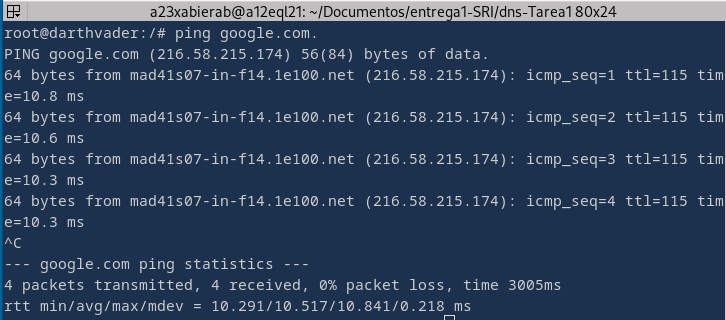 a23xabierab@a12eql21: ~/Documentos/entrega1-SRI/dns-Tarea1 80x24
root@darthvader:/# ping google.com.
PING google.com (216.58.215.174) 56(84) bytes of data.
64 bytes from mad41s07-in-f14.1e100.net (216.58.215.174): icmp_seq=1 ttl=115 tim
e=10.8 ms
64 bytes from mad41s07-in-f14.1e100.net (216.58.215.174): icmp_seq=2 ttl=115 tim
e=10.6 ms
64 bytes from mad41s07-in-f14.1e100.net (216.58.215.174): icmp_seq=3 ttl=115 tim
e=10.3 ms
64 bytes from mad41s07-in-f14.1e100.net (216.58.215.174): icmp_seq=4 ttl=115 tim
e=10.3 ms
^C
--- google.com ping statistics ---
4 packets transmitted, 4 received, 0% packet loss, time 3005ms
rtt min/avg/max/mdev = 10.291/10.517/10.841/0.218 ms